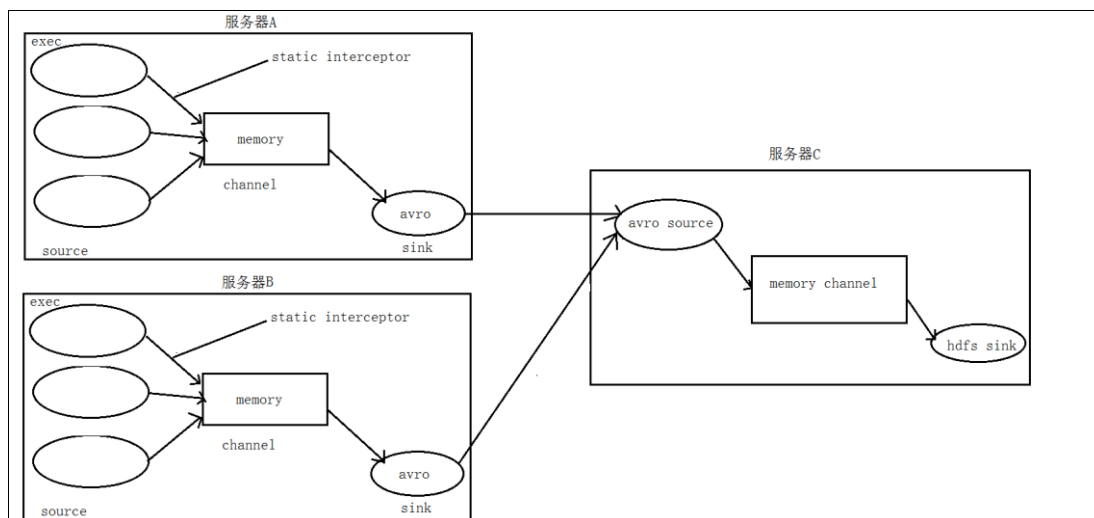 服务器A
exec
static interceptor
memory
channel
avro
sink
source
服务器B
exec
static interceptor
memory
channel
avro
sink
source
服务器C
avro source
memory channel
hdfs sink